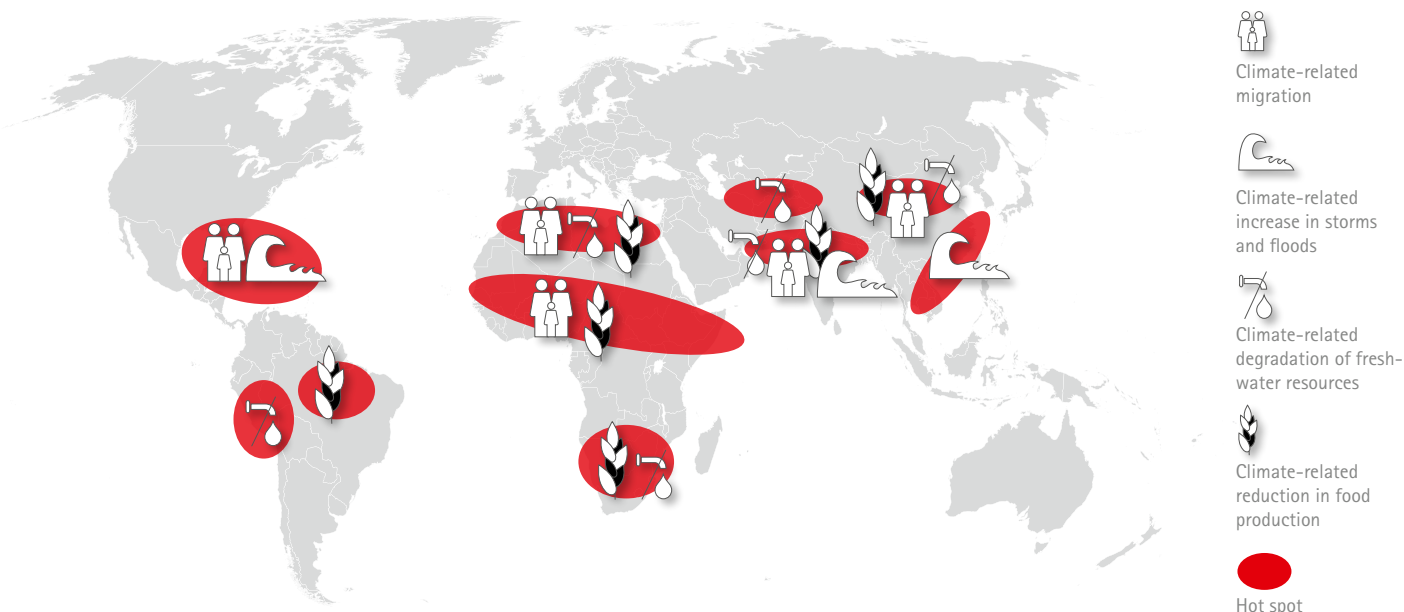 Climate-related
migration
Climate-related
increase in storms
and floods
Climate-related
degradation of fresh-
water resources
Climate-related
reduction in food
production
Hot spot